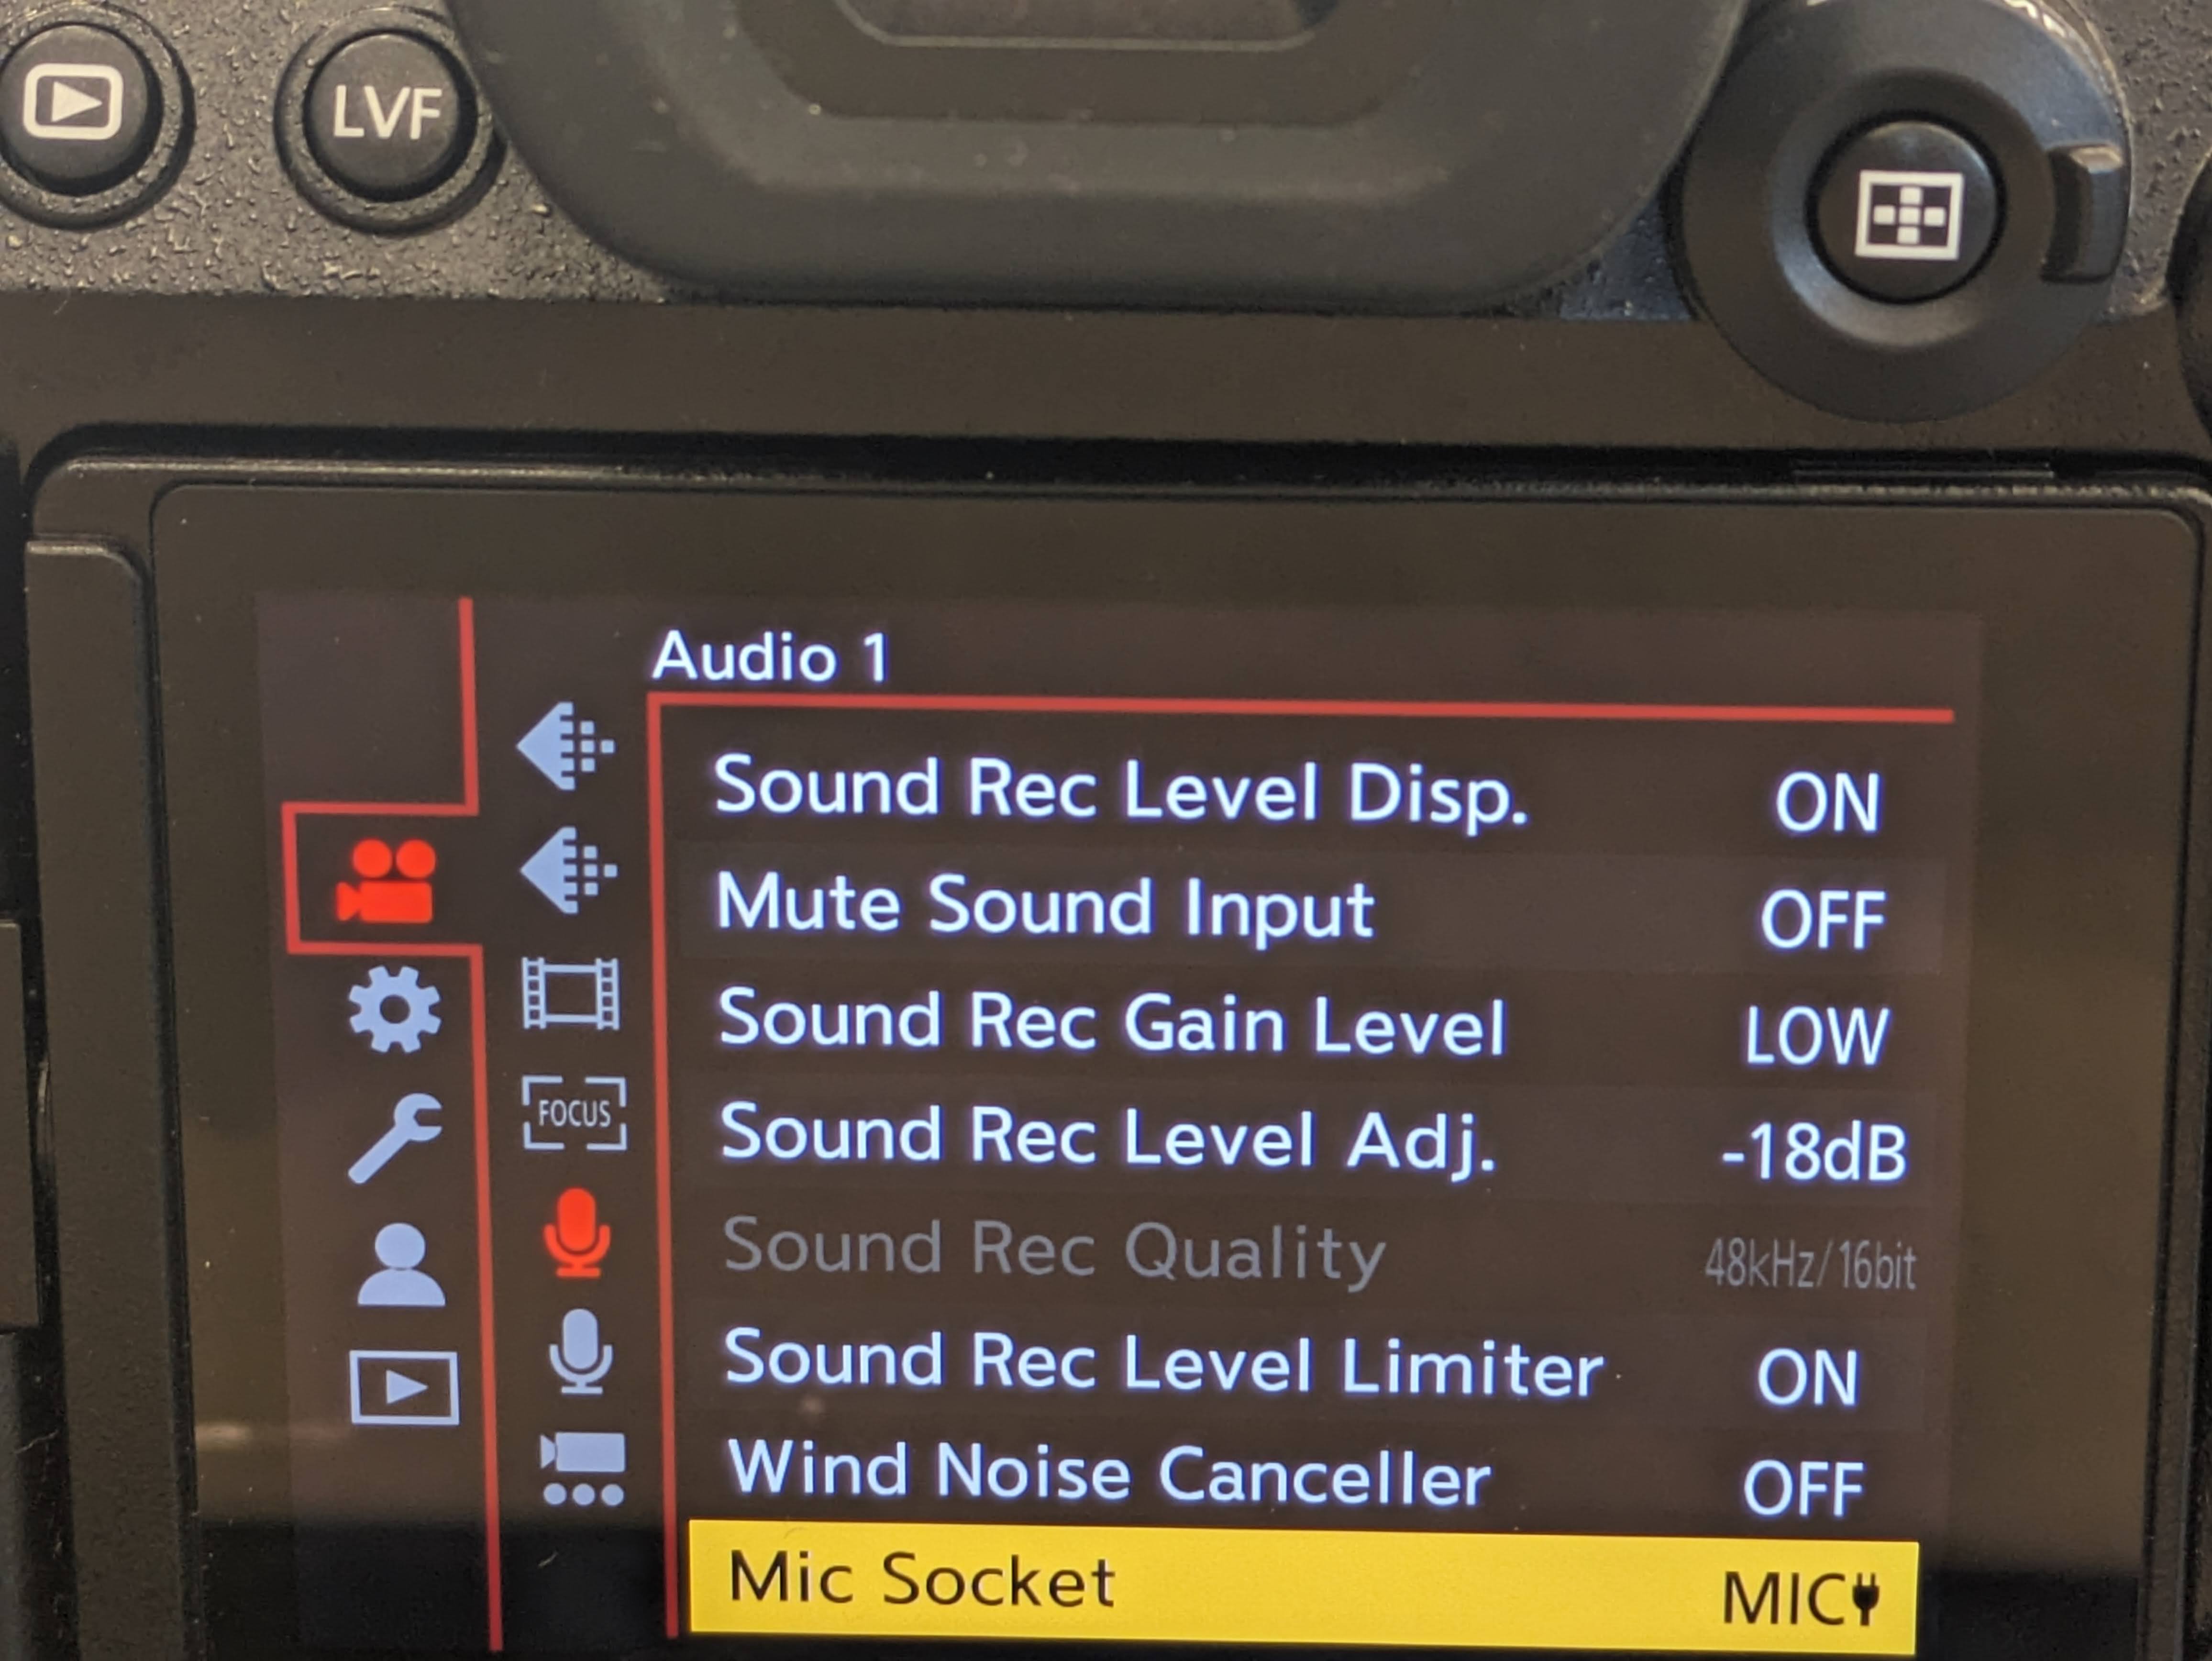 LVF
Audio 1
Sound Rec Level Disp. ON
Mute Sound Input OFF
Sound Rec Gain Level LOW
Sound Rec Level Adj. -18dB
FOCUS
Sound Rec Quality 48kHz/16bit
Sound Rec Level Limiter ON
Wind Noise Canceller OFF
Mic Socket MIC